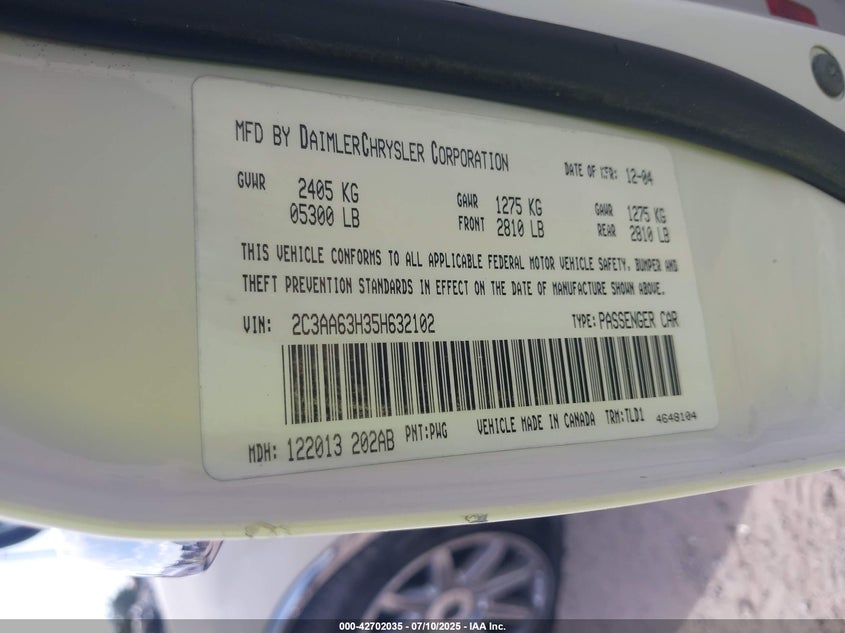 MFD BY DAIMLERCHRYSLER CORPORATION DATE OF MFR: 12-04
GVWR 2405 KG 05300 LB GAWR FRONT 1275 KG 2810 LB GAWR REAR 1275 KG 2810 LB
THIS VEHICLE CONFORMS TO ALL APPLICABLE FEDERAL MOTOR VEHICLE SAFETY, BUMPER AND
THEFT PREVENTION STANDARDS IN EFFECT ON THE DATE OF MANUFACTURE SHOWN ABOVE.
VIN: 2C3AA63H35H632102 TYPE: PASSENGER CAR
MDH: 122013 202AB PNT: PWG VEHICLE MADE IN CANADA TRM: TLD1 4648104
000-42702035 - 07/10/2025 - IAA Inc.